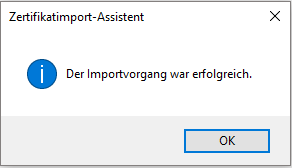 Zertifikatimport-Assistent
Der Importvorgang war erfolgreich.
OK